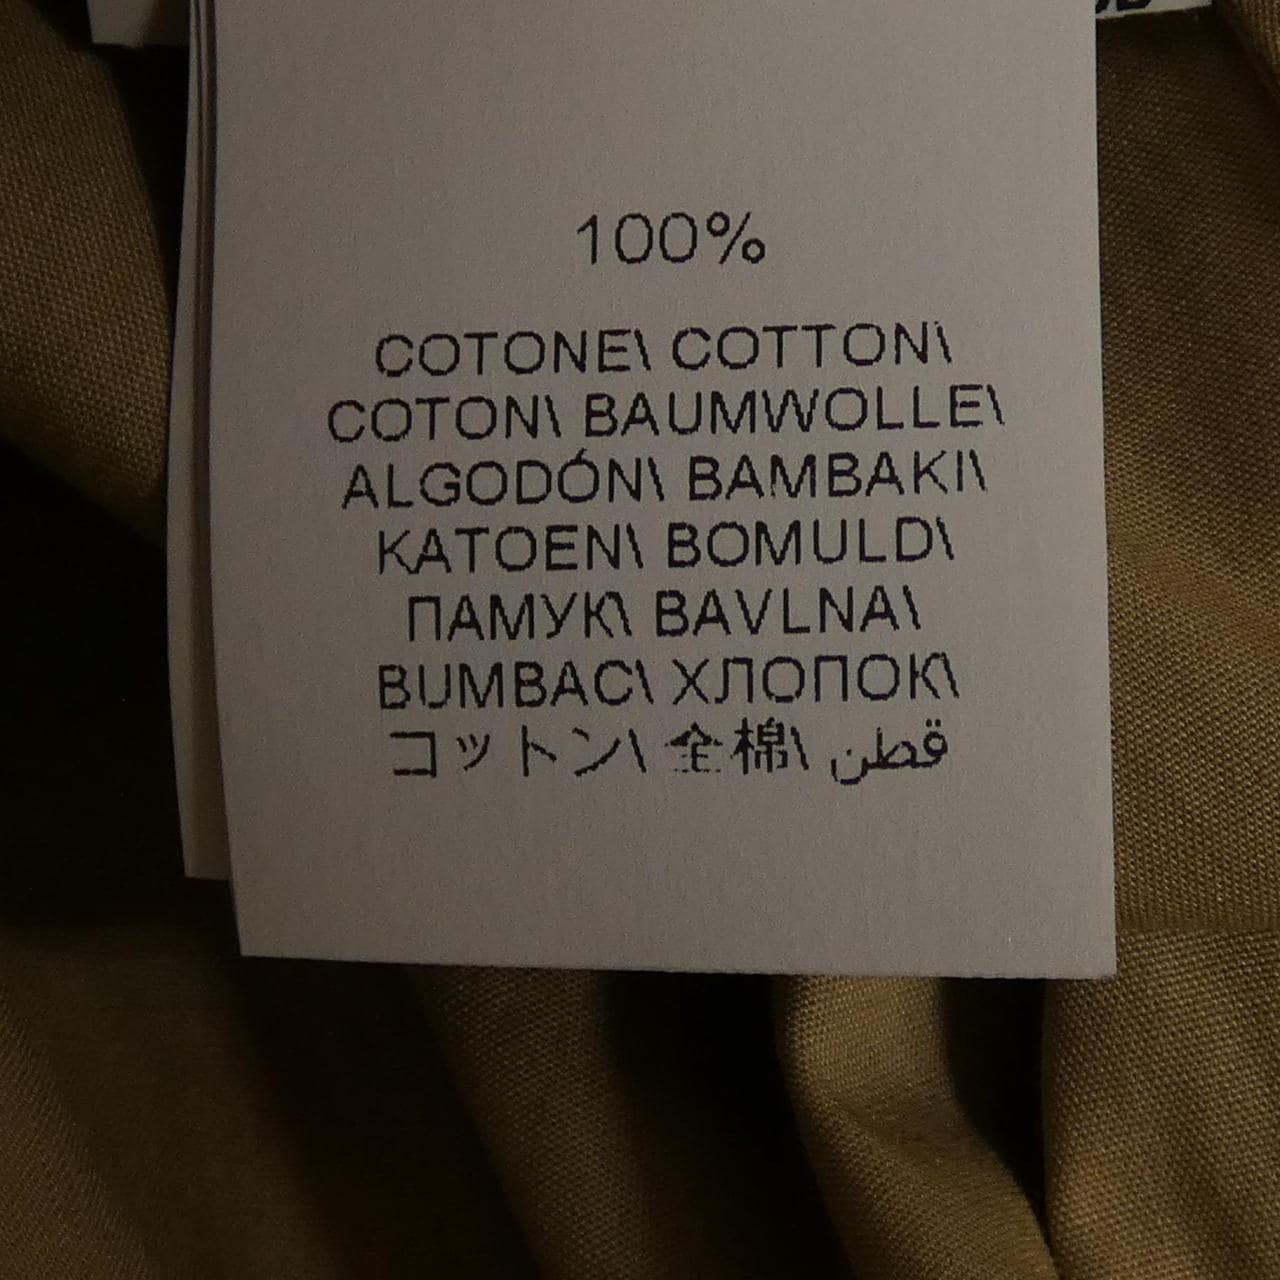 100%
COTONE\ COTTON\
COTON\ BAUMWOLLE\
ALGODÓN\ BAMBAKI\
KATOEN\ BOMULD\
ПАМУК\ BAVLNA\
BUMBAC\ ХЛОПОК\
コットン\ 全棉\ قطن